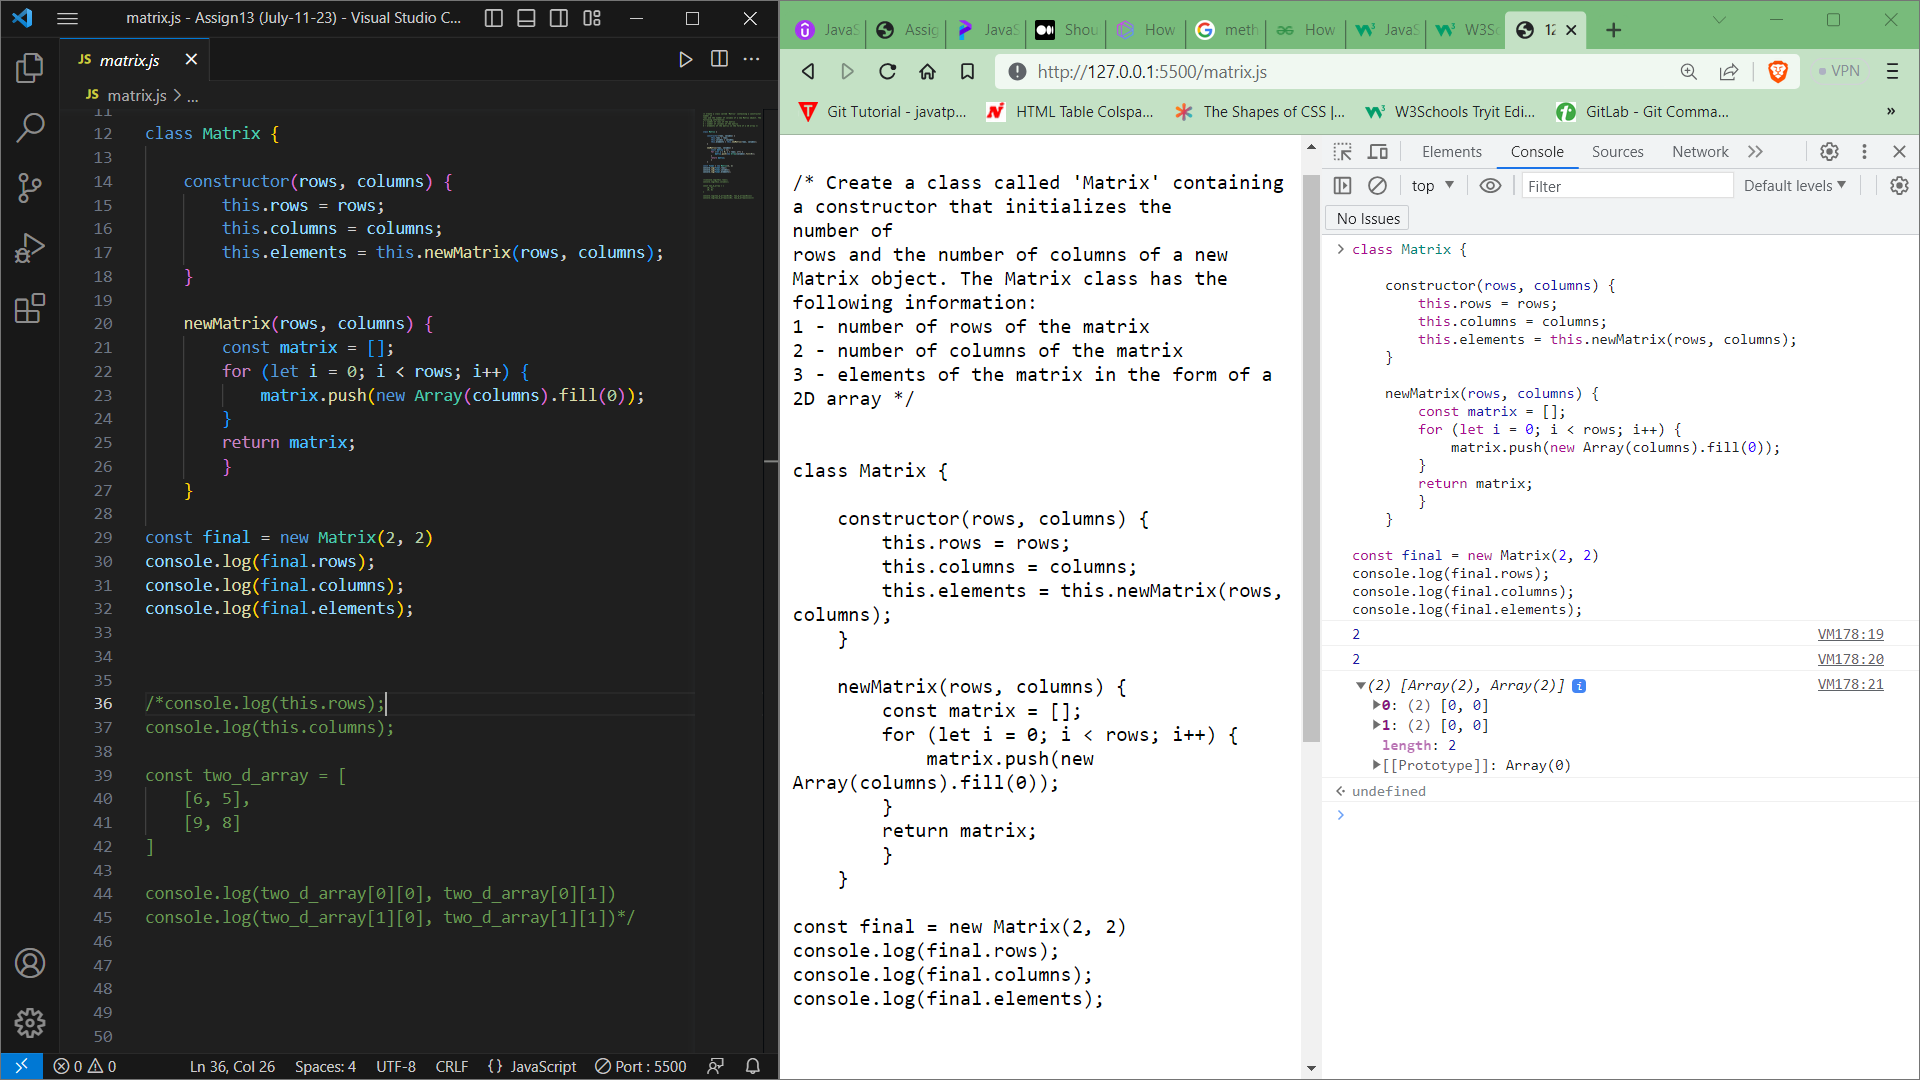 matrix.js - Assign13 (July-11-23) - Visual Studio C...
JS matrix.js
JS matrix.js > ...
11
12 class Matrix {
13
14 constructor(rows, columns) {
15 this.rows = rows;
16 this.columns = columns;
17 this.elements = this.newMatrix(rows, columns);
18 }
19
20 newMatrix(rows, columns) {
21 const matrix = [];
22 for (let i = 0; i < rows; i++) {
23 matrix.push(new Array(columns).fill(0));
24 }
25 return matrix;
26 }
27 }
28
29 const final = new Matrix(2, 2)
30 console.log(final.rows);
31 console.log(final.columns);
32 console.log(final.elements);
33
34
35
36 /*console.log(this.rows);
37 console.log(this.columns);
38
39 const two_d_array = [
40 [6, 5],
41 [9, 8]
42 ]
43
44 console.log(two_d_array[0][0], two_d_array[0][1])
45 console.log(two_d_array[1][0], two_d_array[1][1])*/
46
47
48
49
50
0 0 Ln 36, Col 26 Spaces: 4 UTF-8 CRLF {} JavaScript Port : 5500
JavaS Assig JavaS Shou How meth How JavaS W3Sc 12
http://127.0.0.1:5500/matrix.js VPN
Git Tutorial - javatp... HTML Table Colspa... The Shapes of CSS |... W3Schools Tryit Edi... GitLab - Git Comma... »
/* Create a class called 'Matrix' containing
a constructor that initializes the
number of
rows and the number of columns of a new
Matrix object. The Matrix class has the
following information:
1 - number of rows of the matrix
2 - number of columns of the matrix
3 - elements of the matrix in the form of a
2D array */
class Matrix {
constructor(rows, columns) {
this.rows = rows;
this.columns = columns;
this.elements = this.newMatrix(rows,
columns);
}
newMatrix(rows, columns) {
const matrix = [];
for (let i = 0; i < rows; i++) {
matrix.push(new
Array(columns).fill(0));
}
return matrix;
}
}
const final = new Matrix(2, 2)
console.log(final.rows);
console.log(final.columns);
console.log(final.elements);
Elements Console Sources Network
top Filter Default levels
No Issues
class Matrix {
constructor(rows, columns) {
this.rows = rows;
this.columns = columns;
this.elements = this.newMatrix(rows, columns);
}
newMatrix(rows, columns) {
const matrix = [];
for (let i = 0; i < rows; i++) {
matrix.push(new Array(columns).fill(0));
}
return matrix;
}
}
const final = new Matrix(2, 2)
console.log(final.rows);
console.log(final.columns);
console.log(final.elements);
2 VM178:19
2 VM178:20
(2) [Array(2), Array(2)] i VM178:21
0: (2) [0, 0]
1: (2) [0, 0]
length: 2
[[Prototype]]: Array(0)
undefined